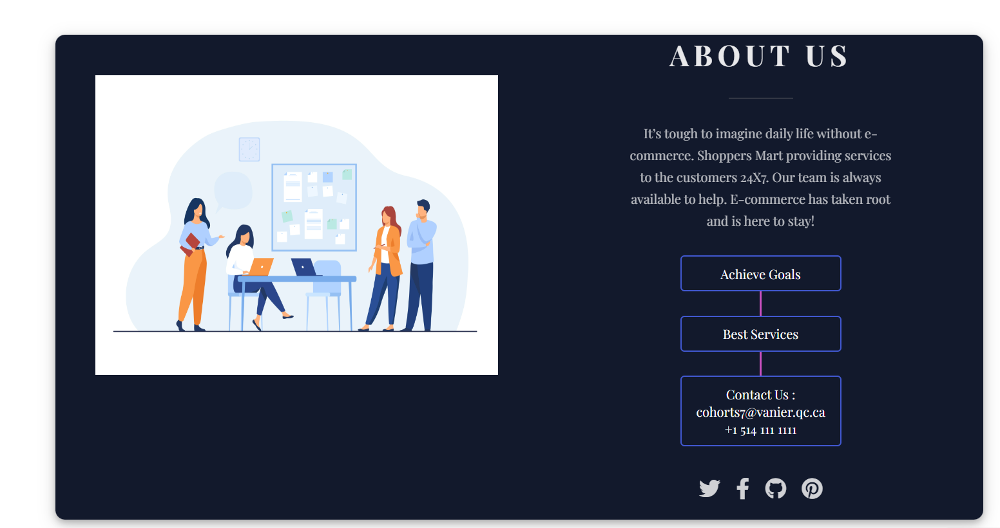 ABOUT US
It’s tough to imagine daily life without e-
commerce. Shoppers Mart providing services
to the customers 24X7. Our team is always
available to help. E-commerce has taken root
and is here to stay!
Achieve Goals
Best Services
Contact Us :
cohorts7@vanier.qc.ca
+1 514 111 1111